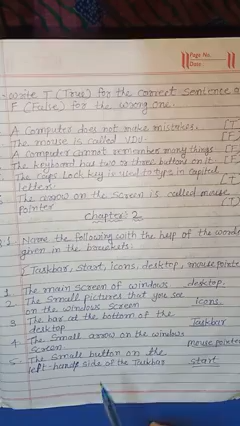 Page No.
Date
Write T (True) for the correct sentence &
F (False) for the wrong one.
A computer does not make mistakes. [T
The mouse is called VDU. [F
A computer cannot remember many things [F
The keyboard has two or three buttons on it. [F
The caps Lock key is used to type in capital
letter. [T
The arrow on the screen is called mouse
pointer (T)
Chapter: 2
Q.1 Name the following with the help of the words
given in the brackets.
[Taskbar, start, icons, desktop, mouse pointe
1 The main screen of windows desktop.
2 The small pictures that you see
on the windows screen Icons.
3 The bar at the bottom of the
desktop Taskbar
4 The small arrow on the windows
screen mouse pointe
5 The small button on the
left-hand side of the Taskbar start